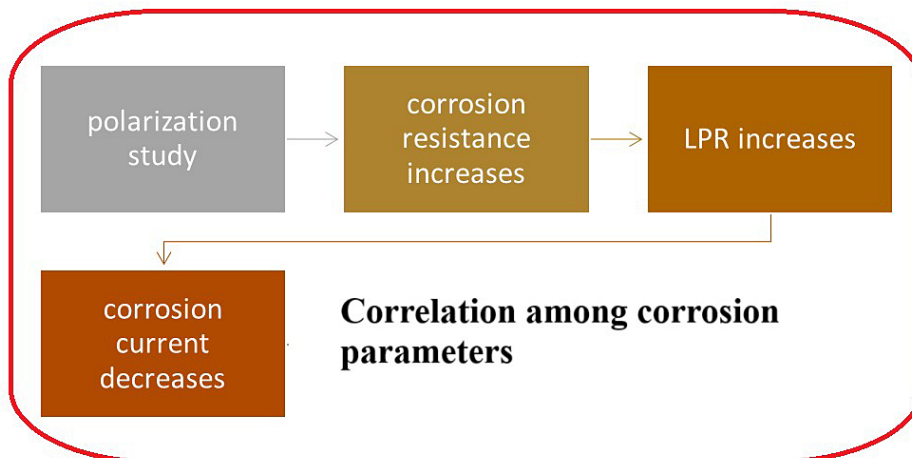 polarization
study
corrosion
resistance
increases
LPR increases
corrosion
current
decreases
Correlation among corrosion
parameters